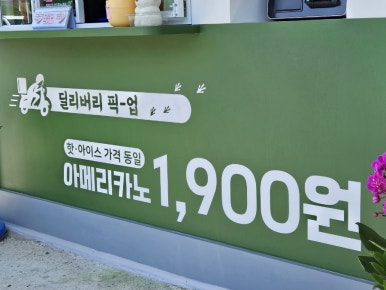 딜리버리 픽-업
핫·아이스 가격 동일
아메리카노 1,900원